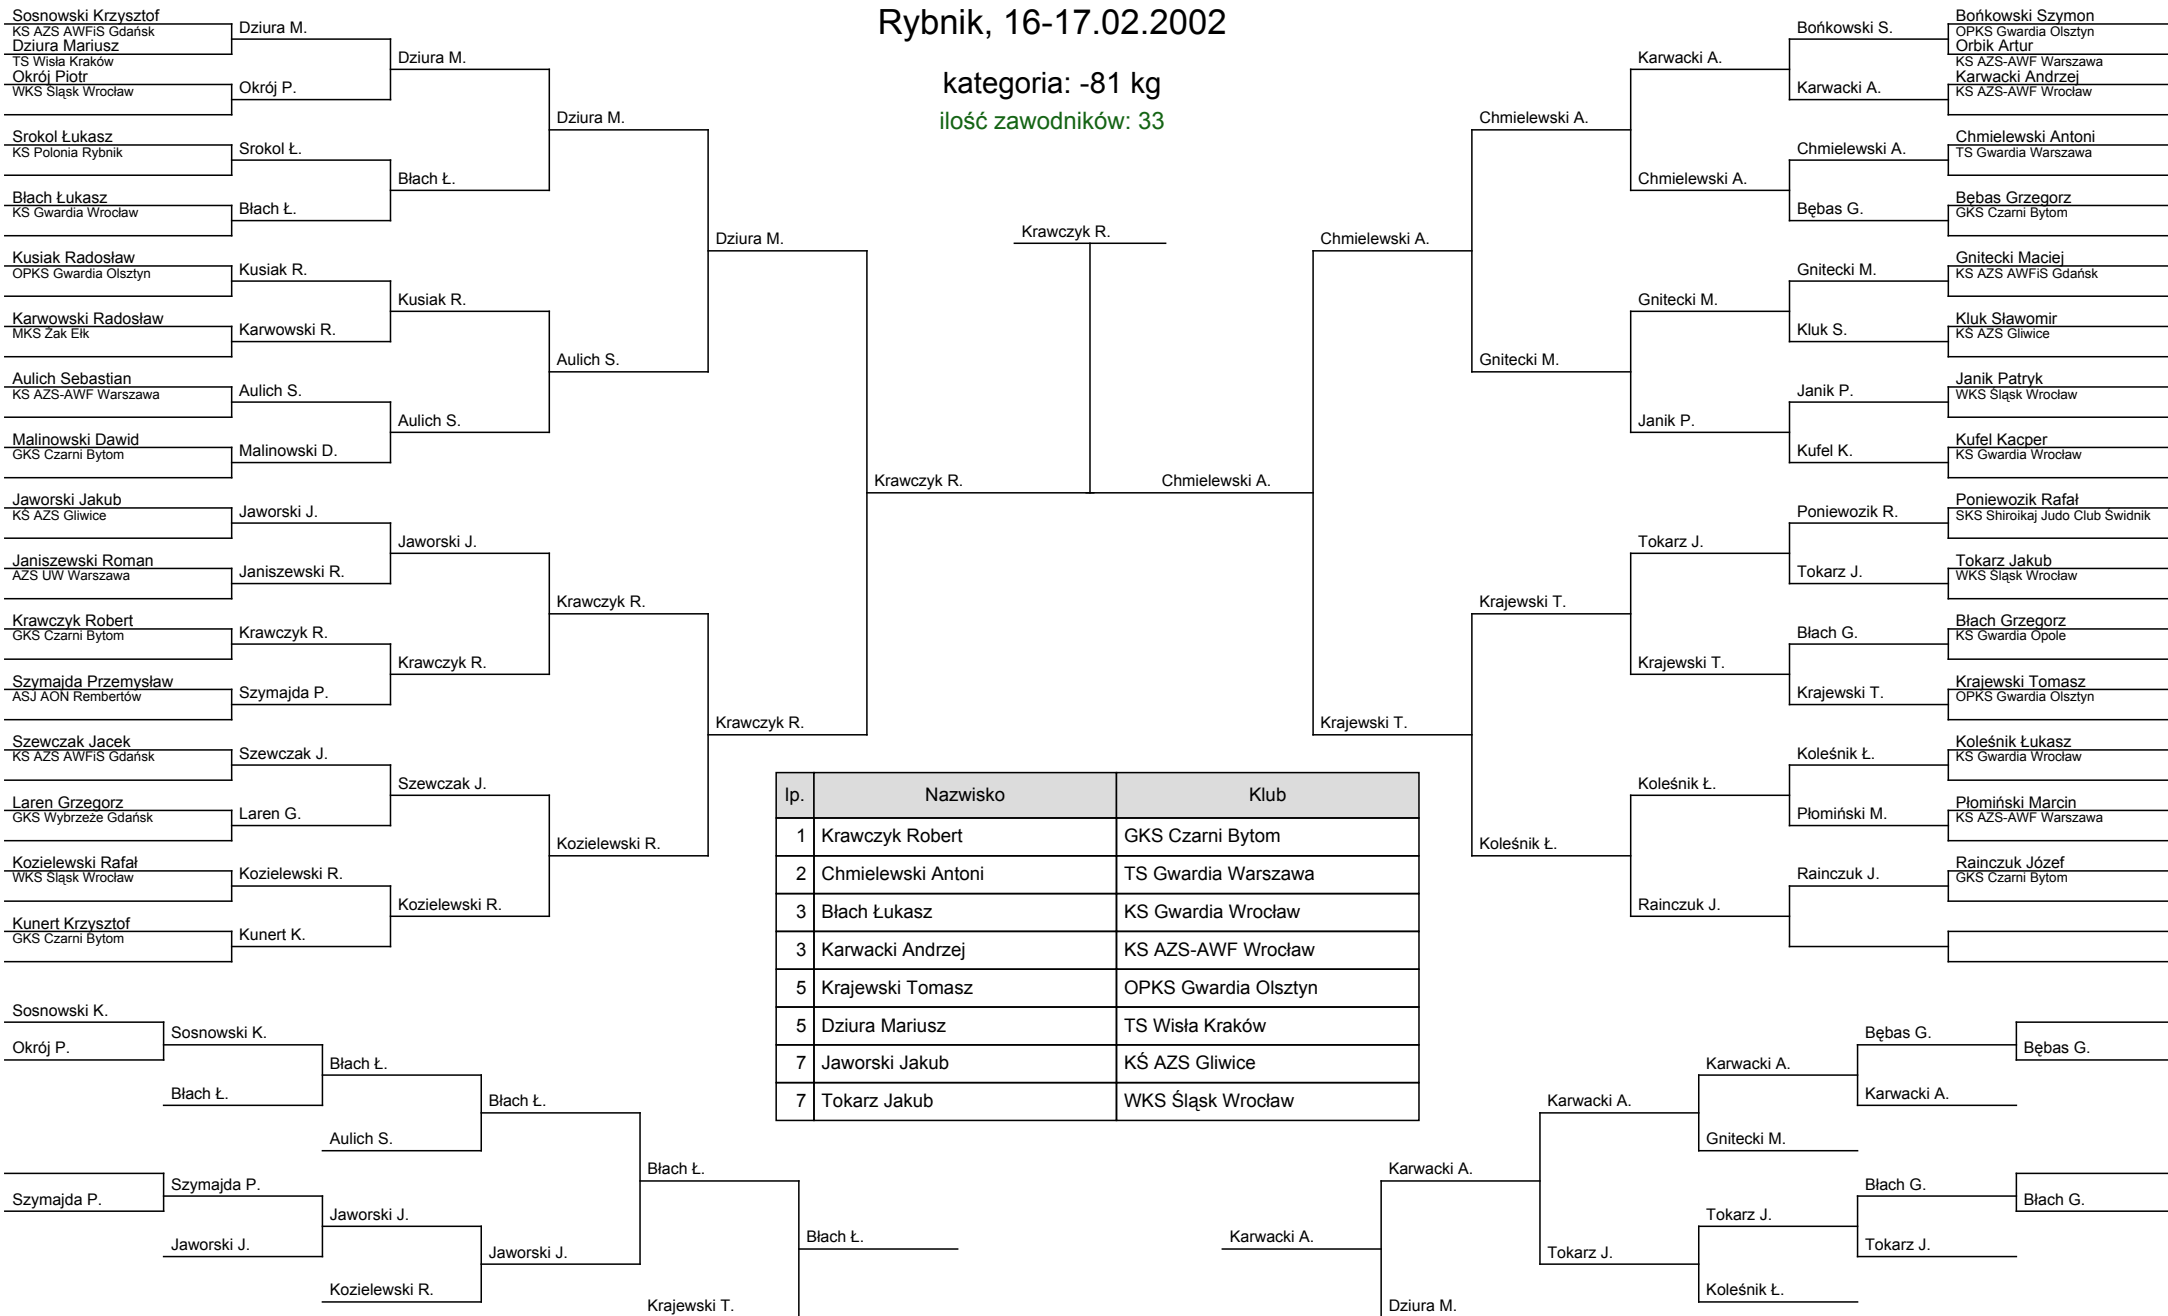 Rybnik, 16-17.02.2002
kategoria: -81 kg
ilość zawodników: 33
Sosnowski Krzysztof
KS AZS AWFiS Gdańsk
Dziura Mariusz
TS Wisła Kraków
Okrój Piotr
WKS Śląsk Wrocław
Srokol Łukasz
KS Polonia Rybnik
Błach Łukasz
KS Gwardia Wrocław
Kusiak Radosław
OPKS Gwardia Olsztyn
Karwowski Radosław
MKS Żak Ełk
Aulich Sebastian
KS AZS-AWF Warszawa
Malinowski Dawid
GKS Czarni Bytom
Jaworski Jakub
KŚ AZS Gliwice
Janiszewski Roman
AZS UW Warszawa
Krawczyk Robert
GKS Czarni Bytom
Szymajda Przemysław
ASJ AON Rembertów
Szewczak Jacek
KS AZS AWFiS Gdańsk
Laren Grzegorz
GKS Wybrzeże Gdańsk
Kozielewski Rafał
WKS Śląsk Wrocław
Kunert Krzysztof
GKS Czarni Bytom
Dziura M.
Okrój P.
Srokol Ł.
Błach Ł.
Kusiak R.
Karwowski R.
Aulich S.
Malinowski D.
Jaworski J.
Janiszewski R.
Krawczyk R.
Szymajda P.
Szewczak J.
Laren G.
Kozielewski R.
Kunert K.
Dziura M.
Błach Ł.
Kusiak R.
Aulich S.
Jaworski J.
Krawczyk R.
Szewczak J.
Kozielewski R.
Dziura M.
Aulich S.
Krawczyk R.
Kozielewski R.
Dziura M.
Krawczyk R.
Krawczyk R.
Krawczyk R.
Chmielewski A.
Chmielewski A.
Krajewski T.
Chmielewski A.
Gnitecki M.
Krajewski T.
Koleśnik Ł.
Karwacki A.
Chmielewski A.
Gnitecki M.
Janik P.
Tokarz J.
Krajewski T.
Koleśnik Ł.
Rainczuk J.
Bońkowski S.
Karwacki A.
Chmielewski A.
Bębas G.
Gnitecki M.
Kluk S.
Janik P.
Kufel K.
Poniewozik R.
Tokarz J.
Błach G.
Krajewski T.
Koleśnik Ł.
Płomiński M.
Rainczuk J.
Bońkowski Szymon
OPKS Gwardia Olsztyn
Orbik Artur
KS AZS-AWF Warszawa
Karwacki Andrzej
KS AZS-AWF Wrocław
Chmielewski Antoni
TS Gwardia Warszawa
Bębas Grzegorz
GKS Czarni Bytom
Gnitecki Maciej
KS AZS AWFiS Gdańsk
Kluk Sławomir
KŚ AZS Gliwice
Janik Patryk
WKS Śląsk Wrocław
Kufel Kacper
KS Gwardia Wrocław
Poniewozik Rafał
SKS Shiroikaj Judo Club Świdnik
Tokarz Jakub
WKS Śląsk Wrocław
Błach Grzegorz
KS Gwardia Opole
Krajewski Tomasz
OPKS Gwardia Olsztyn
Koleśnik Łukasz
KS Gwardia Wrocław
Płomiński Marcin
KS AZS-AWF Warszawa
Rainczuk Józef
GKS Czarni Bytom
lp. Nazwisko Klub
1 Krawczyk Robert GKS Czarni Bytom
2 Chmielewski Antoni TS Gwardia Warszawa
3 Błach Łukasz KS Gwardia Wrocław
3 Karwacki Andrzej KS AZS-AWF Wrocław
5 Krajewski Tomasz OPKS Gwardia Olsztyn
5 Dziura Mariusz TS Wisła Kraków
7 Jaworski Jakub KŚ AZS Gliwice
7 Tokarz Jakub WKS Śląsk Wrocław
Sosnowski K.
Okrój P.
Szymajda P.
Sosnowski K.
Błach Ł.
Szymajda P.
Jaworski J.
Błach Ł.
Aulich S.
Jaworski J.
Kozielewski R.
Błach Ł.
Jaworski J.
Błach Ł.
Krajewski T.
Błach Ł.
Karwacki A.
Karwacki A.
Dziura M.
Karwacki A.
Tokarz J.
Karwacki A.
Gnitecki M.
Tokarz J.
Koleśnik Ł.
Bębas G.
Karwacki A.
Błach G.
Tokarz J.
Bębas G.
Błach G.